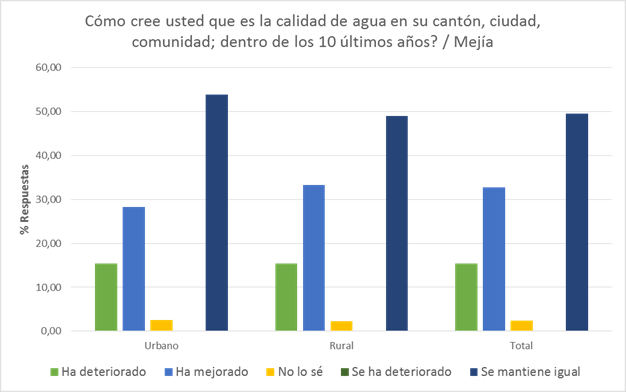 Cómo cree usted que es la calidad de agua en su cantón, ciudad,
comunidad; dentro de los 10 últimos años? / Mejía
60,00
50,00
40,00
30,00
20,00
10,00
0,00
% Respuestas
Urbano
Rural
Total
Ha deteriorado
Ha mejorado
No lo sé
Se ha deteriorado
Se mantiene igual